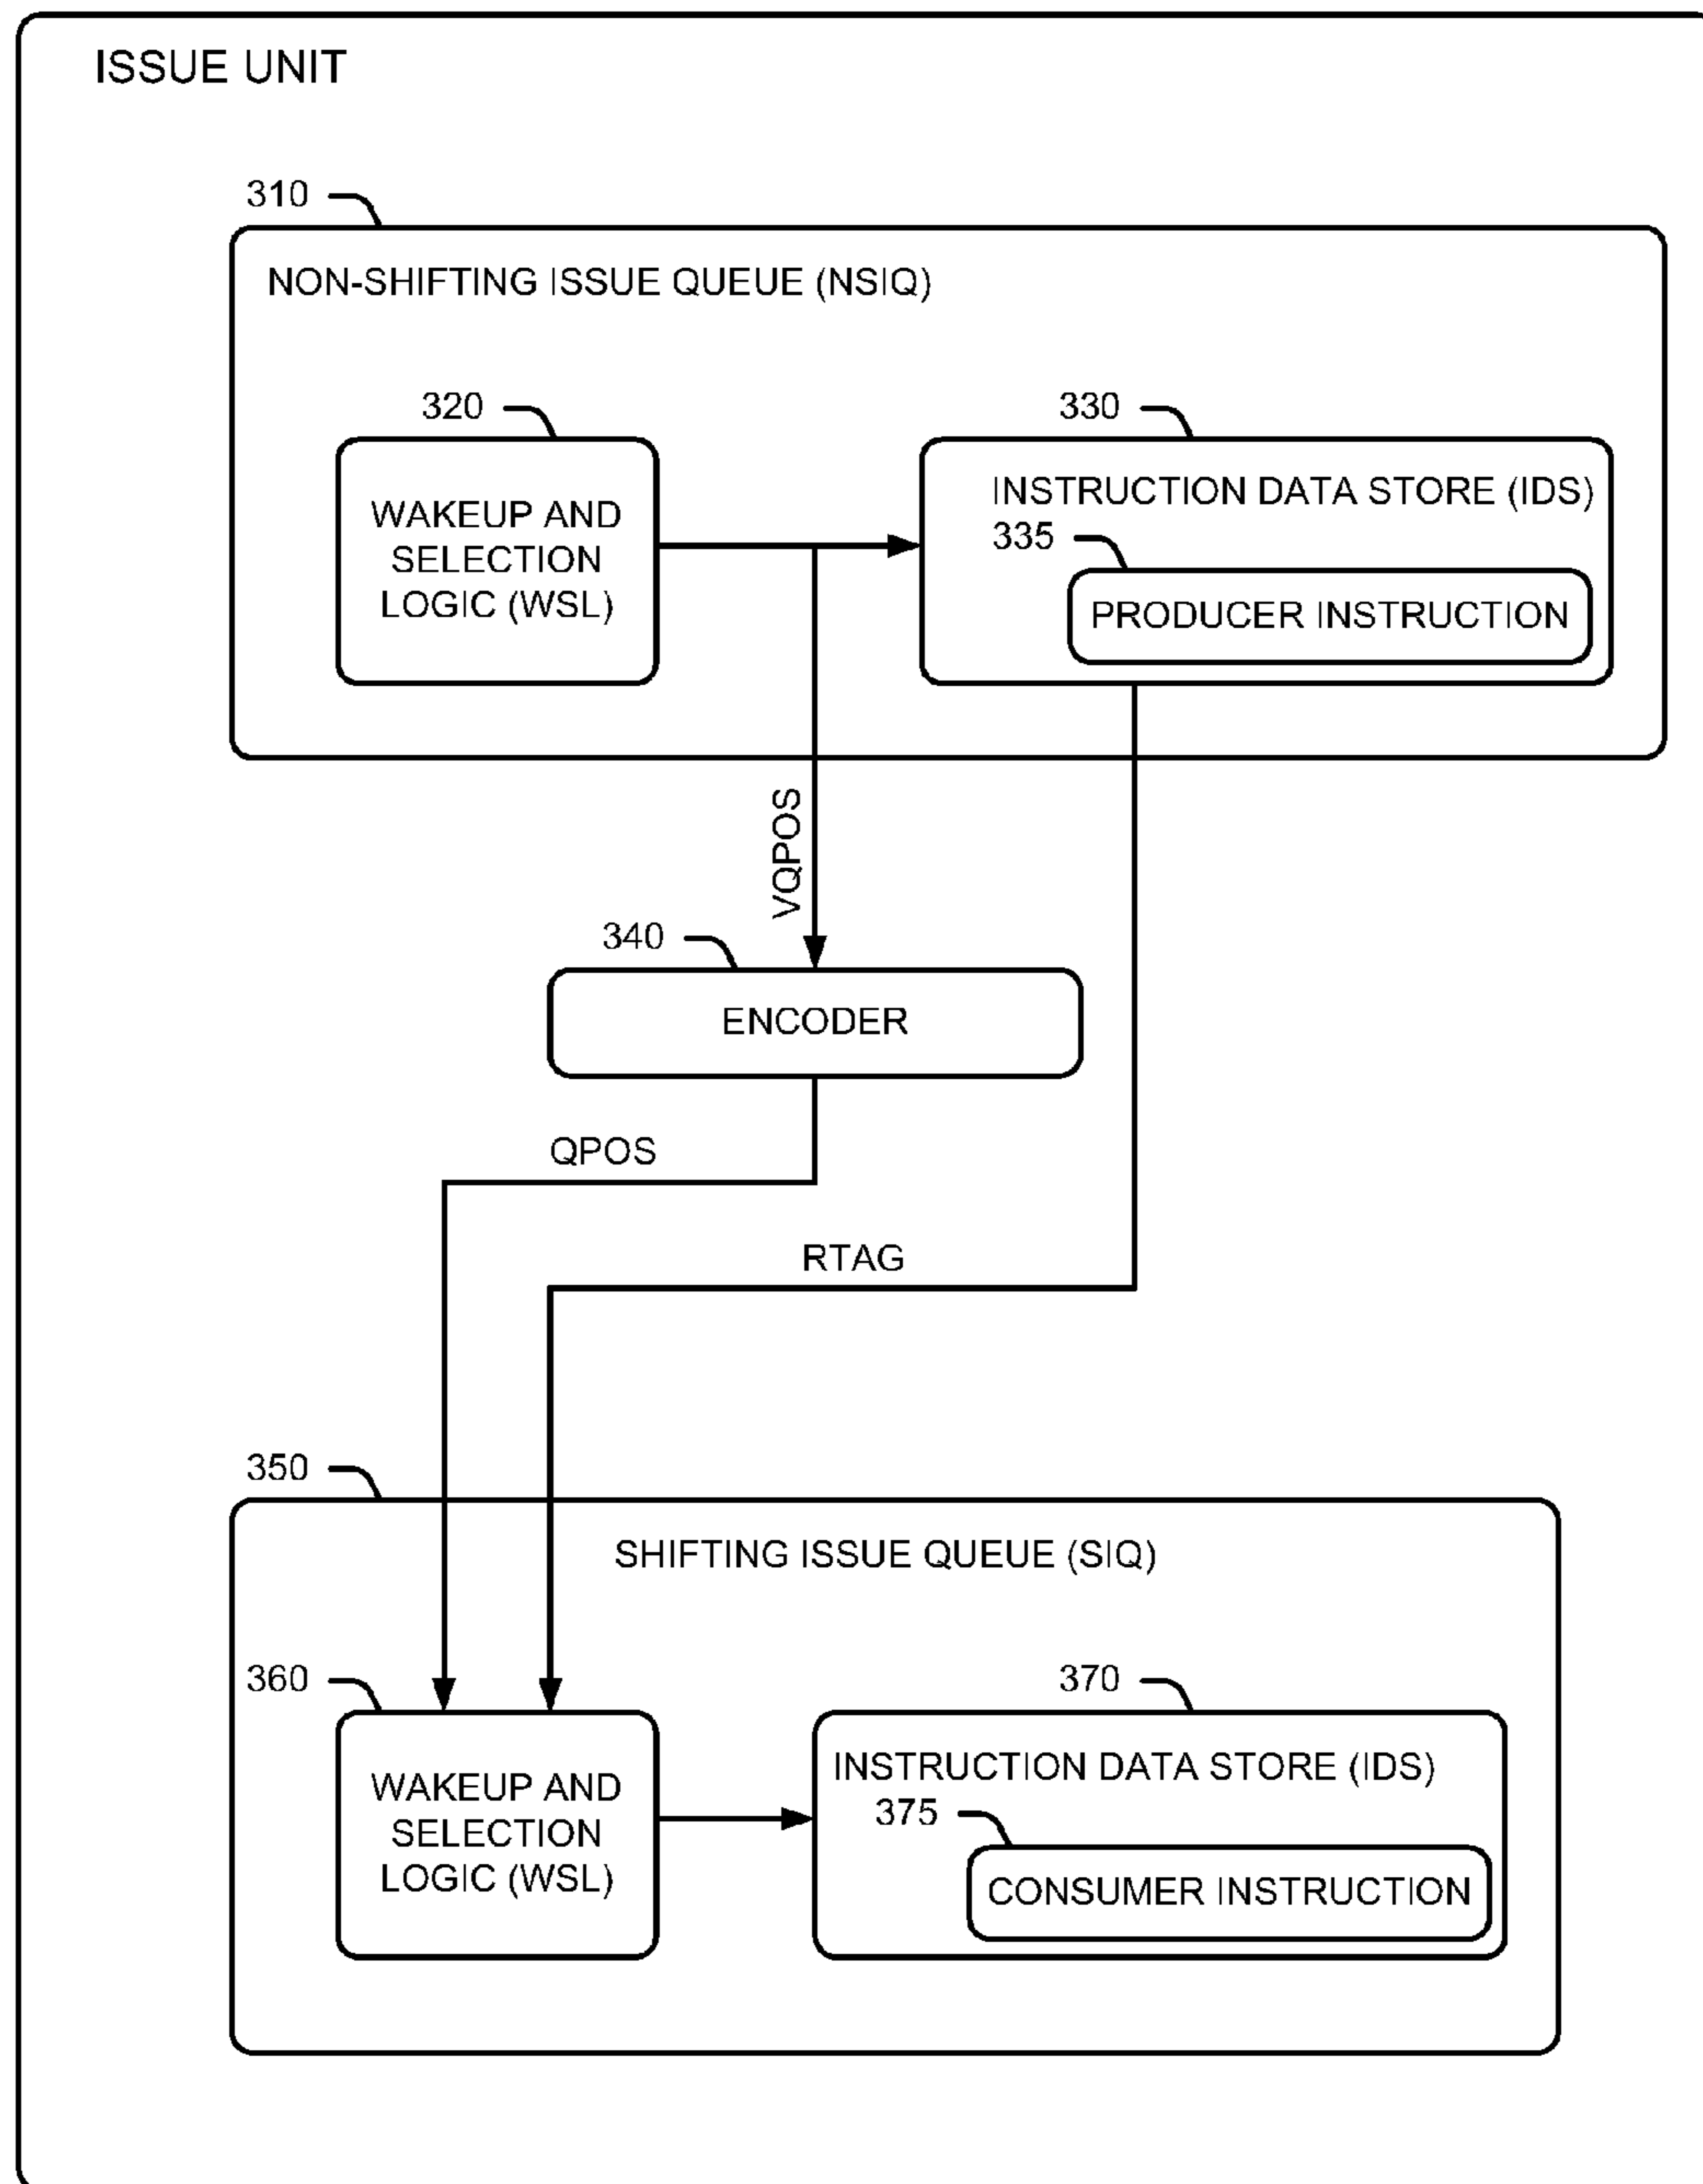 ISSUE UNIT
310
NON-SHIFTING ISSUE QUEUE (NSIQ)
320
330
WAKEUP AND
SELECTION
LOGIC (WSL)
INSTRUCTION DATA STORE (IDS)
335
PRODUCER INSTRUCTION
VQPOS
340
ENCODER
QPOS
RTAG
350
SHIFTING ISSUE QUEUE (SIQ)
360
370
WAKEUP AND
SELECTION
LOGIC (WSL)
INSTRUCTION DATA STORE (IDS)
375
CONSUMER INSTRUCTION